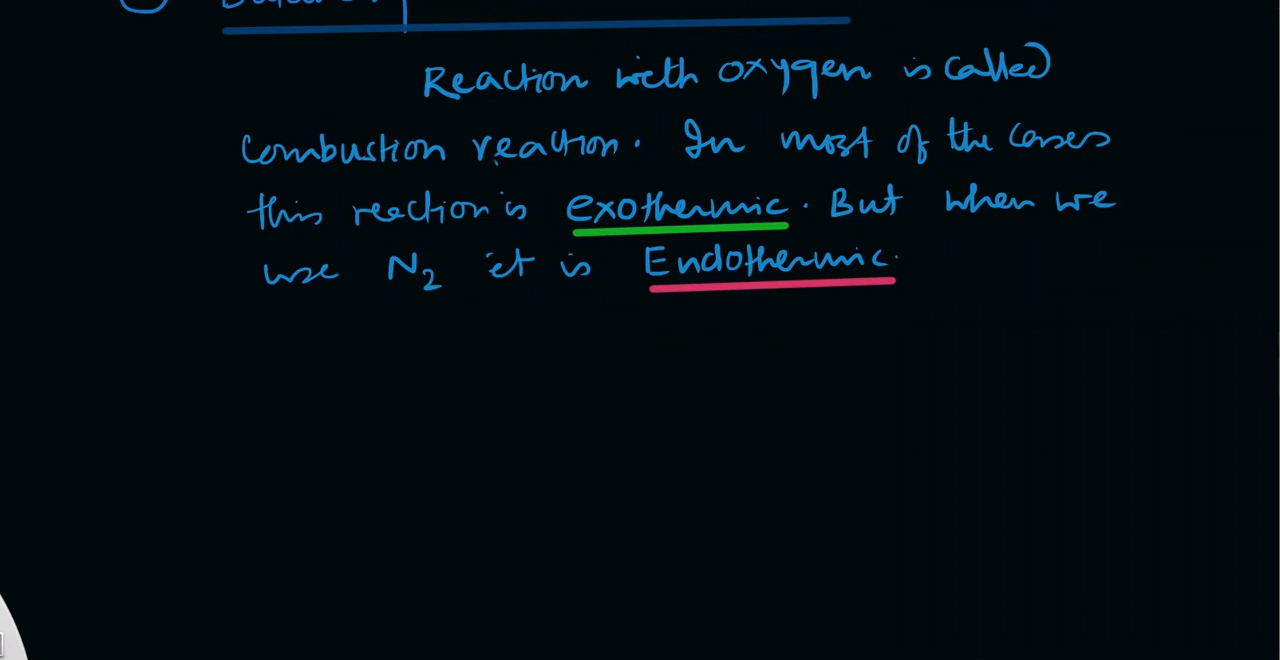 Reaction with oxygen is called
combustion reaction. In most of the cases
this reaction is exothermic. But when we
use N2 it is Endothermic.